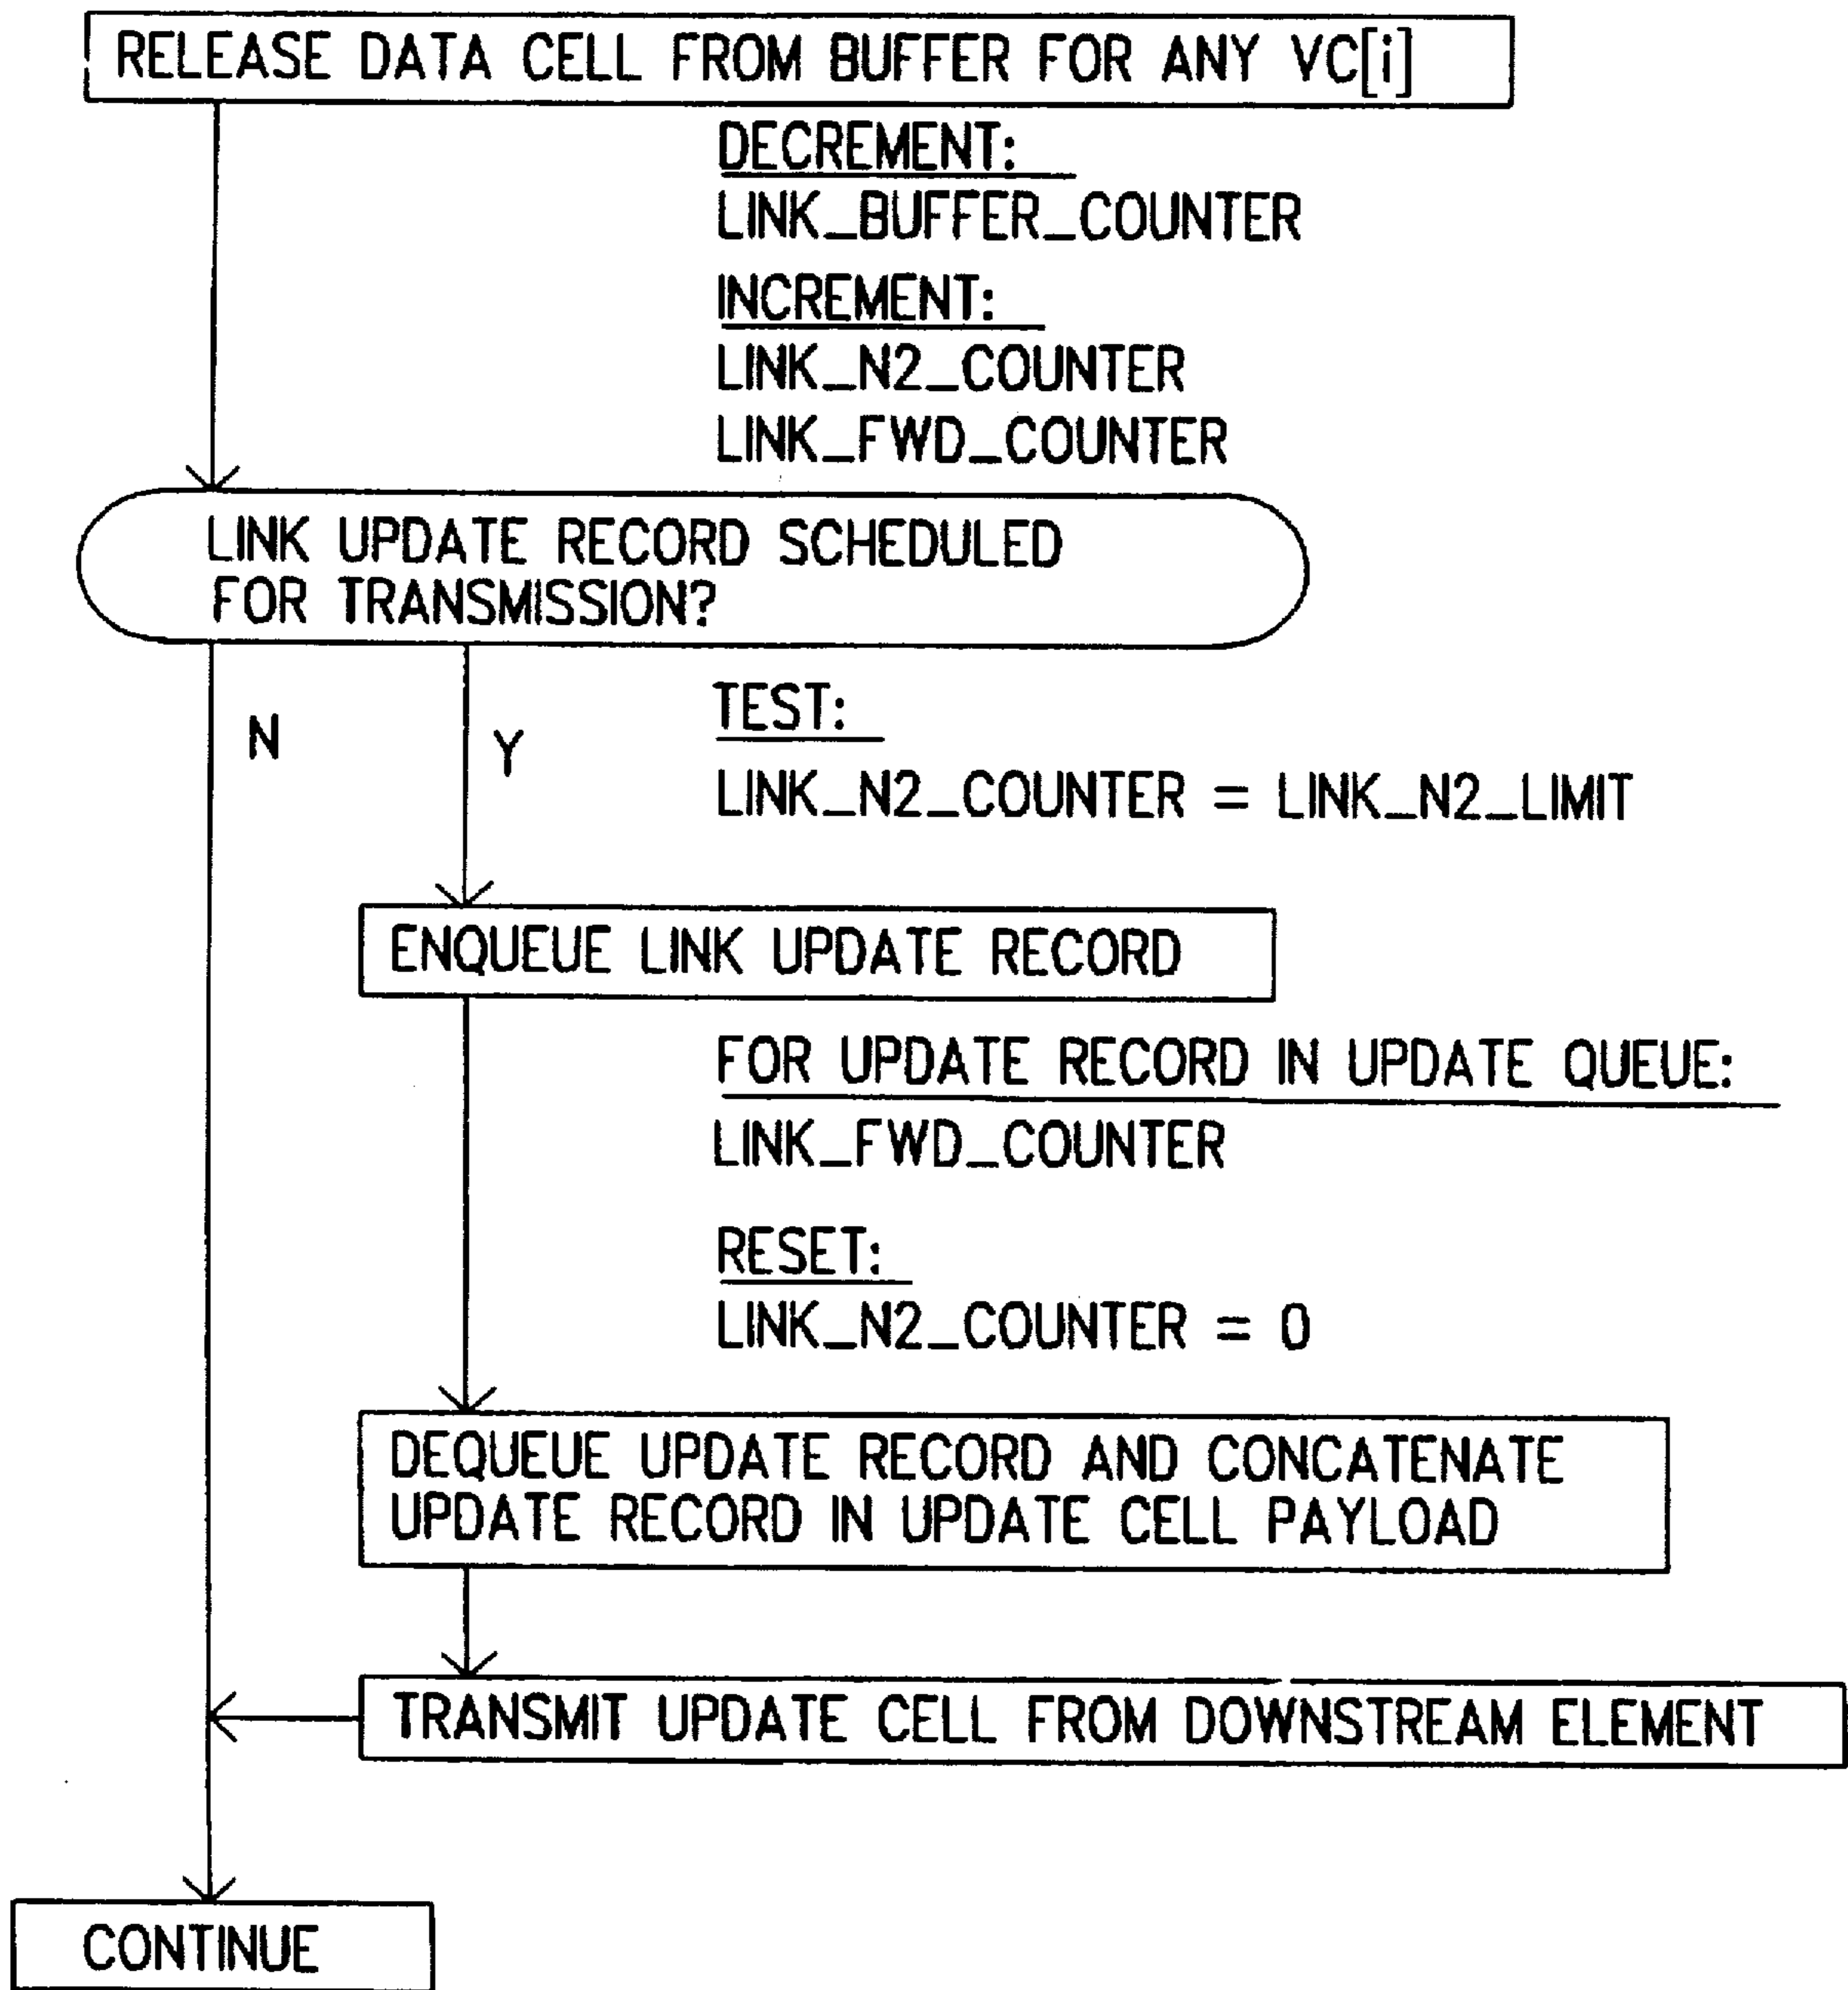 RELEASE DATA CELL FROM BUFFER FOR ANY VC[i]
DECREMENT:
LINK_BUFFER_COUNTER
INCREMENT:
LINK_N2_COUNTER
LINK_FWD_COUNTER
LINK UPDATE RECORD SCHEDULED
FOR TRANSMISSION?
N
Y
TEST:
LINK_N2_COUNTER = LINK_N2_LIMIT
ENQUEUE LINK UPDATE RECORD
FOR UPDATE RECORD IN UPDATE QUEUE:
LINK_FWD_COUNTER
RESET:
LINK_N2_COUNTER = 0
DEQUEUE UPDATE RECORD AND CONCATENATE
UPDATE RECORD IN UPDATE CELL PAYLOAD
TRANSMIT UPDATE CELL FROM DOWNSTREAM ELEMENT
CONTINUE